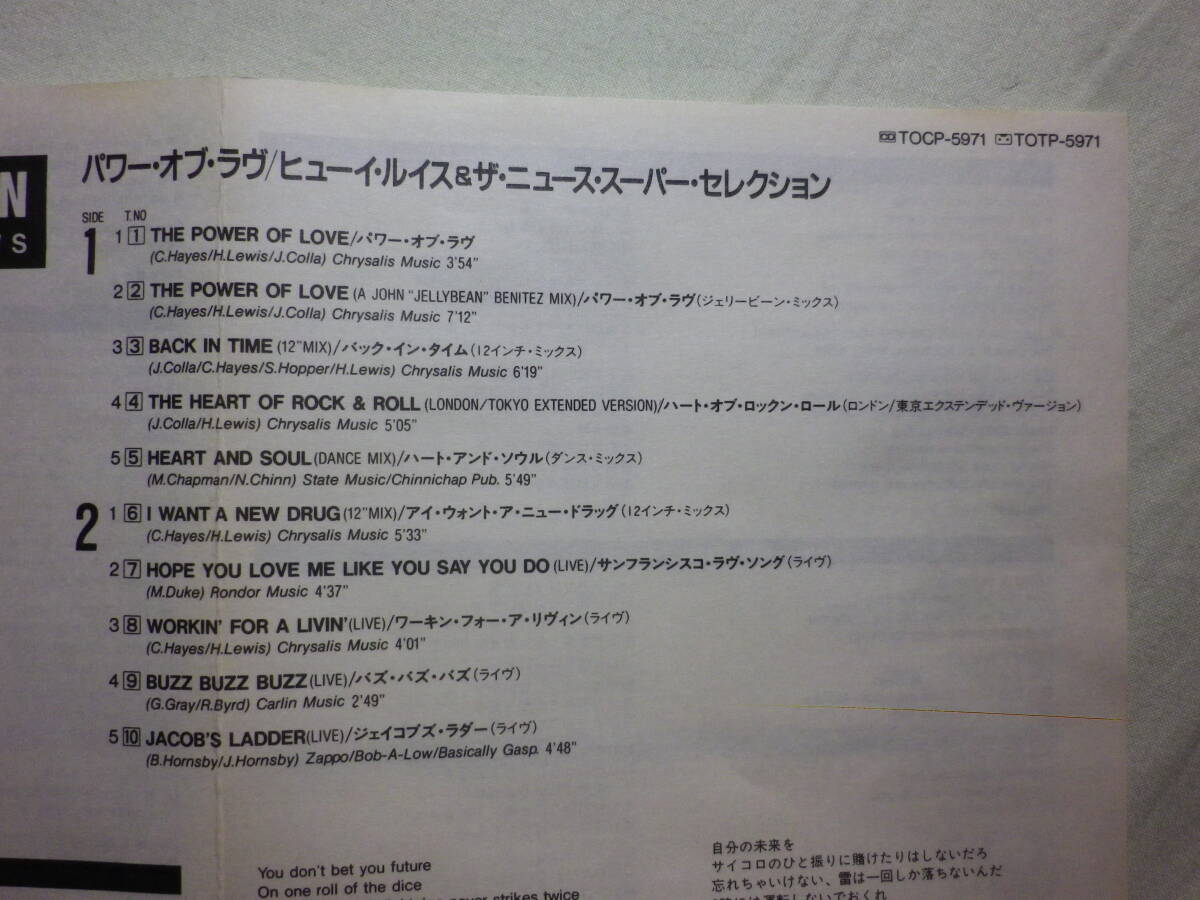 TOCP-5971 TOTP-5971
N
パワー・オブ・ラヴ/ヒューイ・ルイス&ザ・ニュース・スーパー・セレクション
'S
SIDE T.NO
1 1 1 THE POWER OF LOVE/パワー・オブ・ラヴ
(C.Hayes/H.Lewis/J.Colla) Chrysalis Music 3'54"
2 2 THE POWER OF LOVE (A JOHN "JELLYBEAN" BENITEZ MIX)/パワー・オブ・ラヴ(ジェリービーン・ミックス)
(C.Hayes/H.Lewis/J.Colla) Chrysalis Music 7'12"
3 3 BACK IN TIME (12"MIX)/バック・イン・タイム(12インチ・ミックス)
(J.Colla/C.Hayes/S.Hopper/H.Lewis) Chrysalis Music 6'19"
4 4 THE HEART OF ROCK & ROLL (LONDON/TOKYO EXTENDED VERSION)/ハート・オブ・ロックン・ロール(ロンドン/東京エクステンデッド・ヴァージョン)
(J.Colla/H.Lewis) Chrysalis Music 5'05"
5 5 HEART AND SOUL (DANCE MIX)/ハート・アンド・ソウル(ダンス・ミックス)
(M.Chapman/N.Chinn) State Music/Chinnichap Pub. 5'49"
2 1 6 I WANT A NEW DRUG (12"MIX)/アイ・ウォント・ア・ニュー・ドラッグ(12インチ・ミックス)
(C.Hayes/H.Lewis) Chrysalis Music 5'33"
2 7 HOPE YOU LOVE ME LIKE YOU SAY YOU DO (LIVE)/サンフランシスコ・ラヴ・ソング(ライヴ)
(M.Duke) Rondor Music 4'37"
3 8 WORKIN' FOR A LIVIN'(LIVE)/ワーキン・フォー・ア・リヴィン(ライヴ)
(C.Hayes/H.Lewis) Chrysalis Music 4'01"
4 9 BUZZ BUZZ BUZZ (LIVE)/バズ・バズ・バズ(ライヴ)
(G.Gray/R.Byrd) Carlin Music 2'49"
5 10 JACOB'S LADDER(LIVE)/ジェイコブズ・ラダー(ライヴ)
(B.Hornsby/J.Hornsby) Zappo/Bob-A-Low/Basically Gasp. 4'48"
You don't bet you future
On one roll of the dice
never strikes twice
自分の未来を
サイコロのひと振りに賭けたりはしないだろ
忘れちゃいけない、雷は一回しか落ちないんだ
運転しないでおくれ